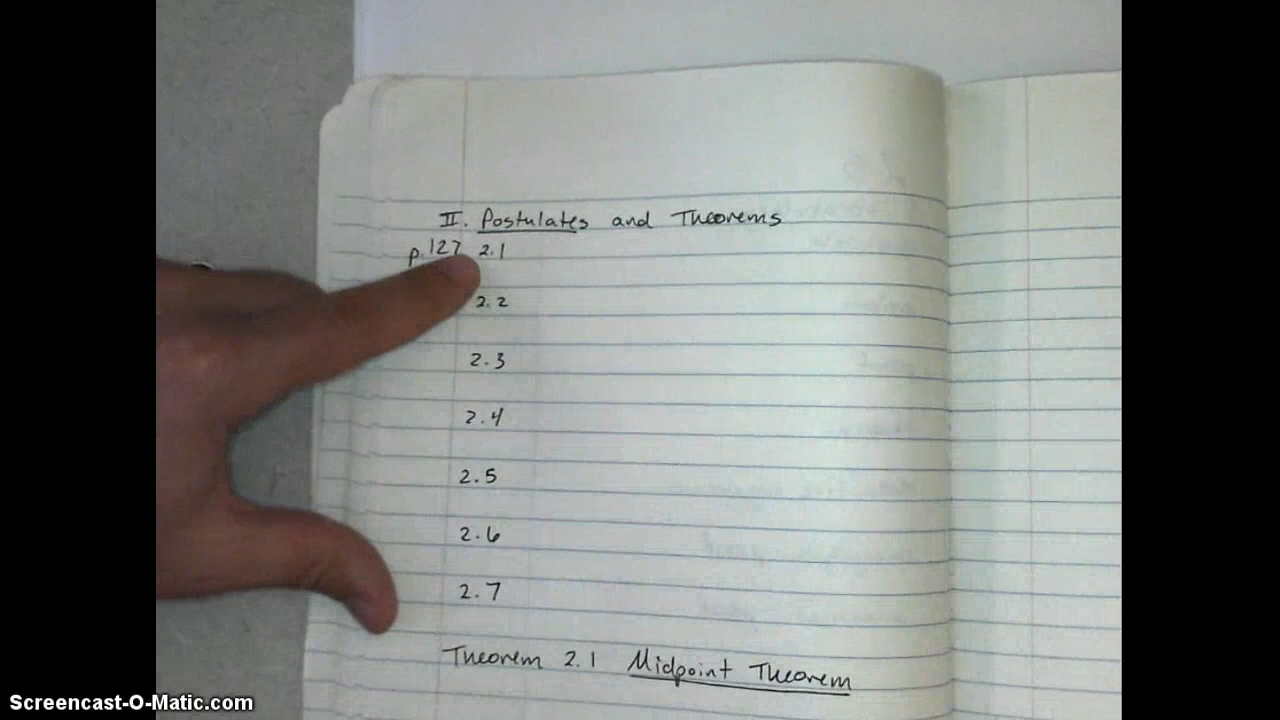 II. Postulates and Theorems
p.127 2.1
2.2
2.3
2.4
2.5
2.6
2.7
Theorem 2.1 Midpoint Theorem
Screencast-O-Matic.com